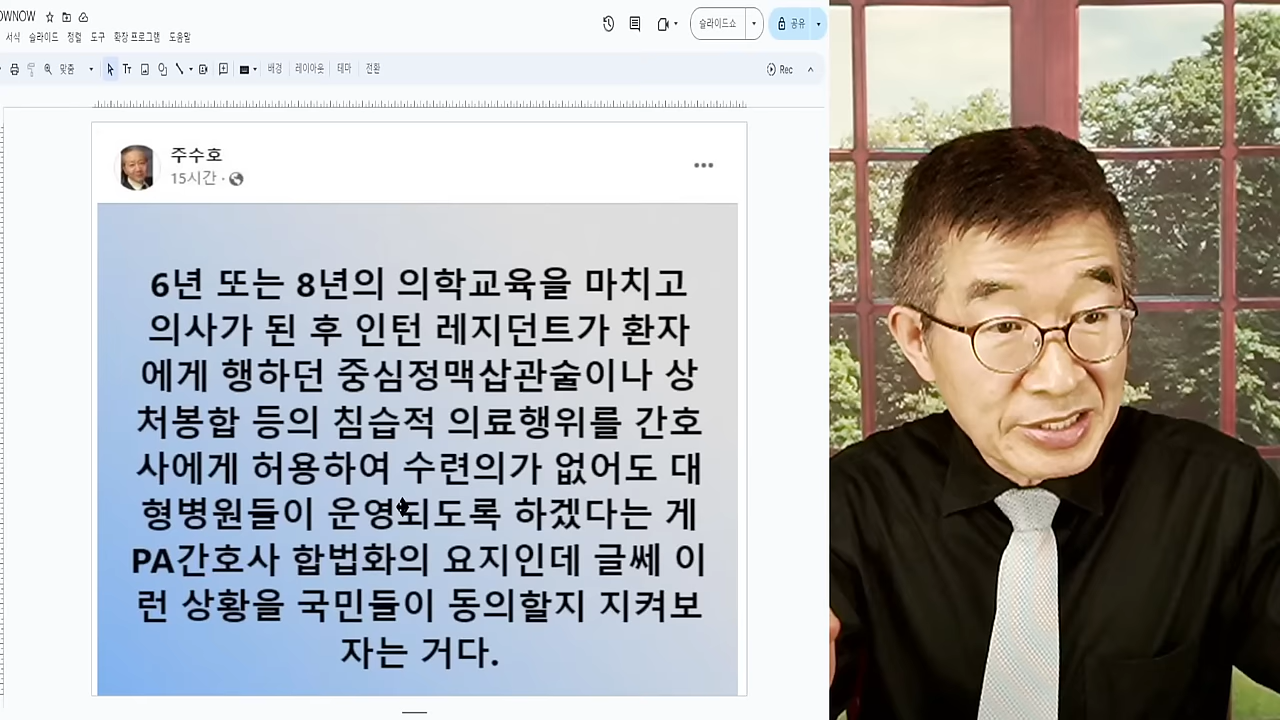 OWNOW
서식 슬라이드 정렬 도구 확장 프로그램 도움말
슬라이드쇼
공유
맞춤
배경 레이아웃 테마 전환
Rec
주수호
15시간
6년 또는 8년의 의학교육을 마치고
의사가 된 후 인턴 레지던트가 환자
에게 행하던 중심정맥삽관술이나 상
처봉합 등의 침습적 의료행위를 간호
사에게 허용하여 수련의가 없어도 대
형병원들이 운영되도록 하겠다는 게
PA간호사 합법화의 요지인데 글쎄 이
런 상황을 국민들이 동의할지 지켜보
자는 거다.